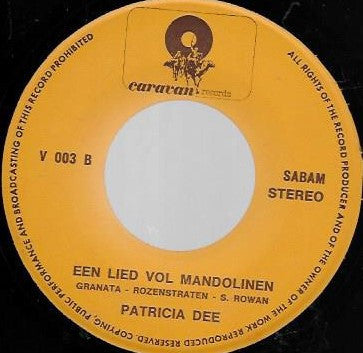 caravan records
V 003 B
SABAM
STEREO
EEN LIED VOL MANDOLINEN
GRANATA - ROZENSTRATEN - S. ROWAN
PATRICIA DEE
ALL RIGHTS OF THE RECORD PRODUCER AND OF THE OWNER OF THE WORK REPRODUCED RESERVED. COPYING, PUBLIC PERFORMANCE AND BROADCASTING OF THIS RECORD PROHIBITED